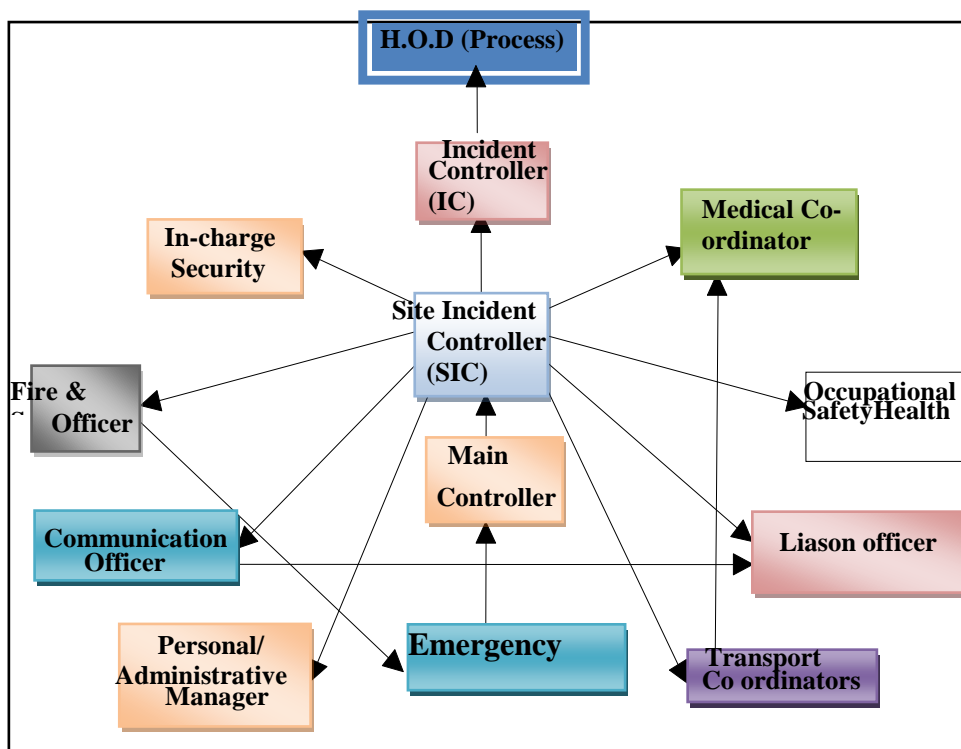 H.O.D (Process)
Incident
Controller
(IC)
Medical Co-
ordinator
In-charge
Security
Site Incident
Controller
(SIC)
Fire &
Officer
Occupational
SafetyHealth
Main
Controller
Communication
Officer
Liason officer
Personal/
Administrative
Manager
Emergency
Transport
Co ordinators